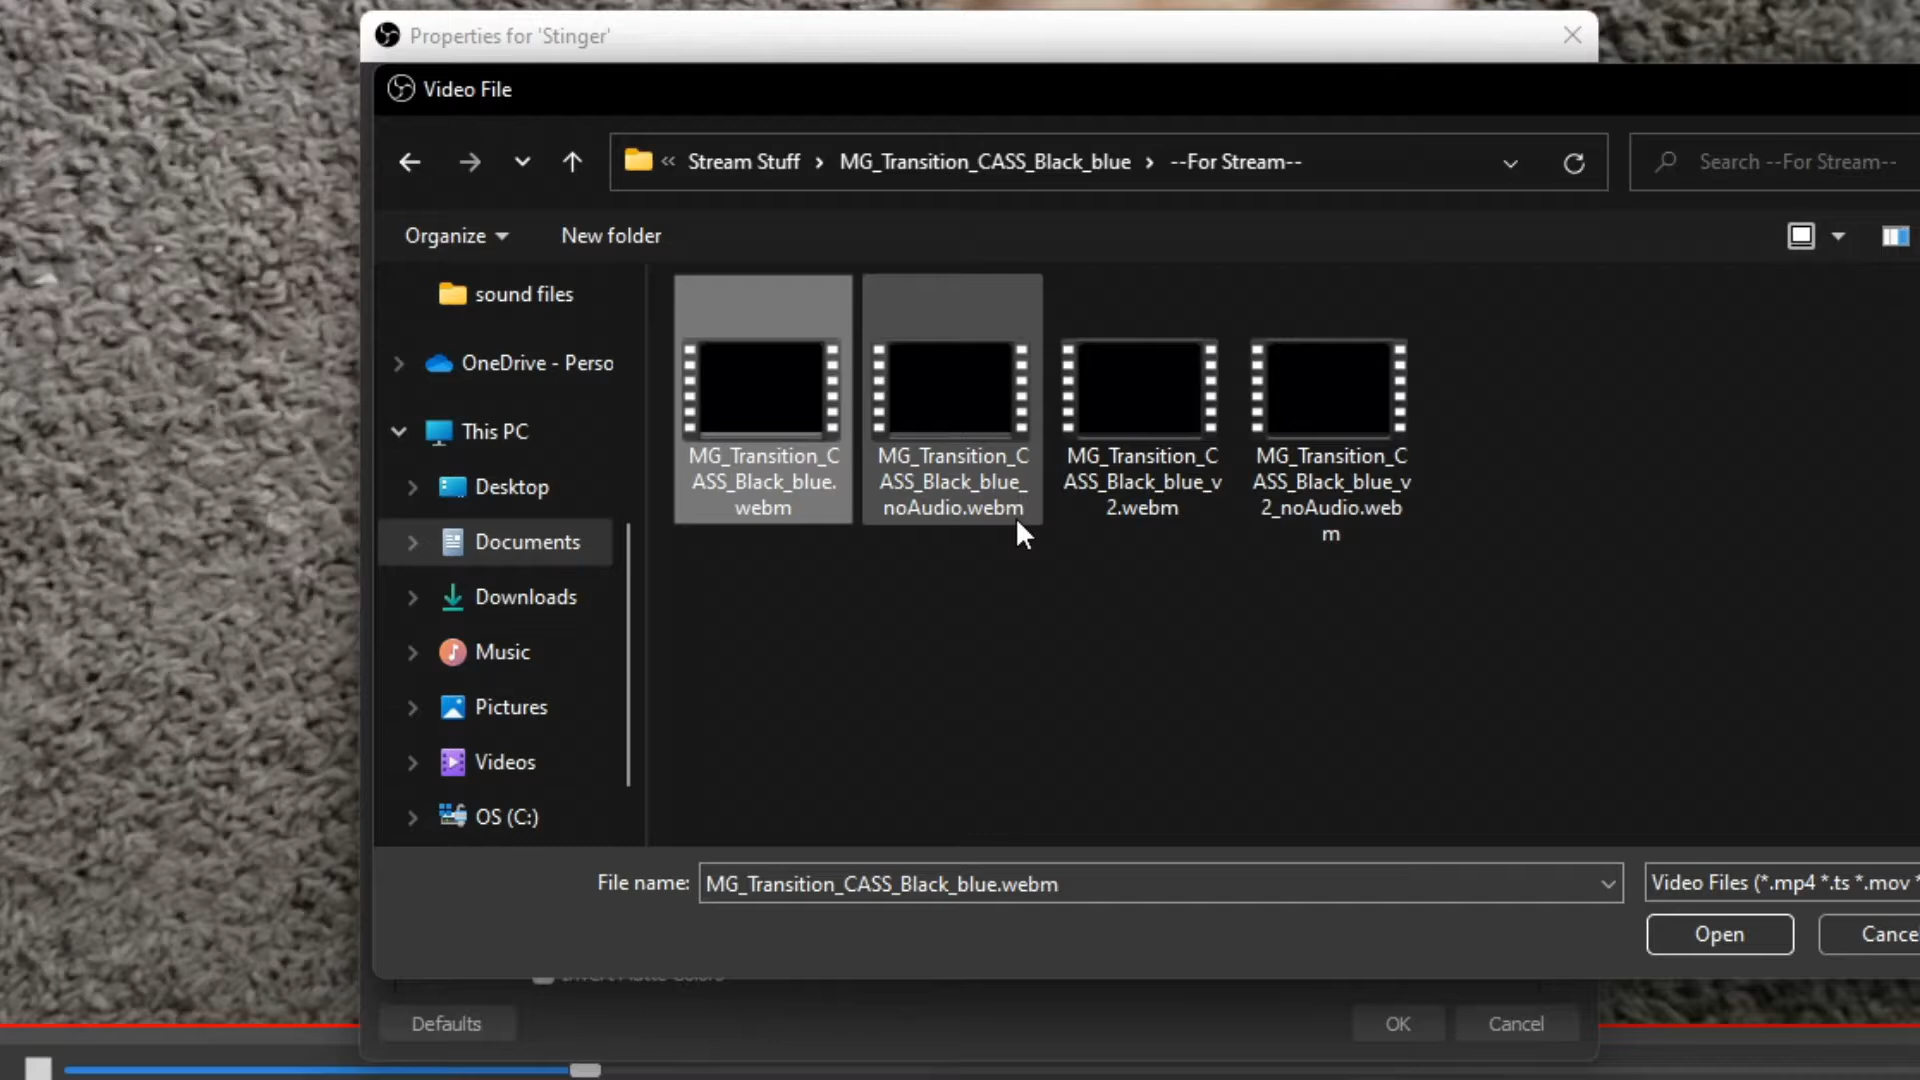 Properties for 'Stinger'
Video File
« Stream Stuff › MG_Transition_CASS_Black_blue › --For Stream--
Search --For Stream--
Organize
New folder
sound files
OneDrive - Perso
This PC
Desktop
Documents
Downloads
Music
Pictures
Videos
OS (C:)
MG_Transition_C
ASS_Black_blue.
webm
MG_Transition_C
ASS_Black_blue_
noAudio.webm
MG_Transition_C
ASS_Black_blue_v
2.webm
MG_Transition_C
ASS_Black_blue_v
2_noAudio.web
m
File name: MG_Transition_CASS_Black_blue.webm
Video Files (*.mp4 *.ts *.mov *
Open
Cance
Defaults
OK
Cancel